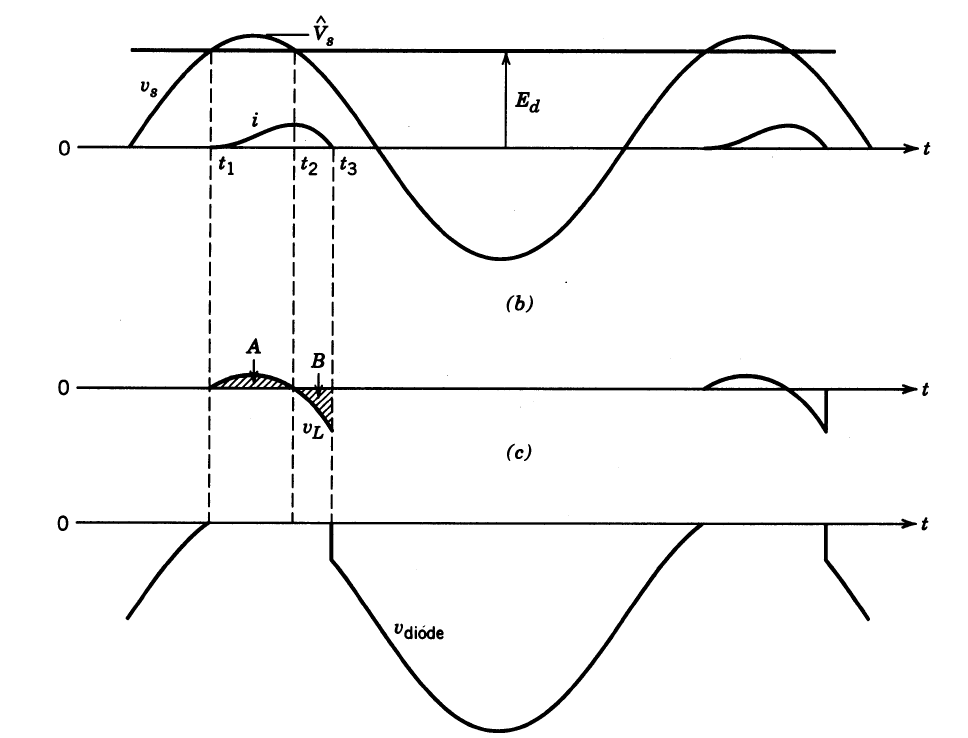 V̂s
vs
Ed
i
0
t
t1
t2
t3
(b)
A
B
0
t
vL
(c)
0
t
vdiode